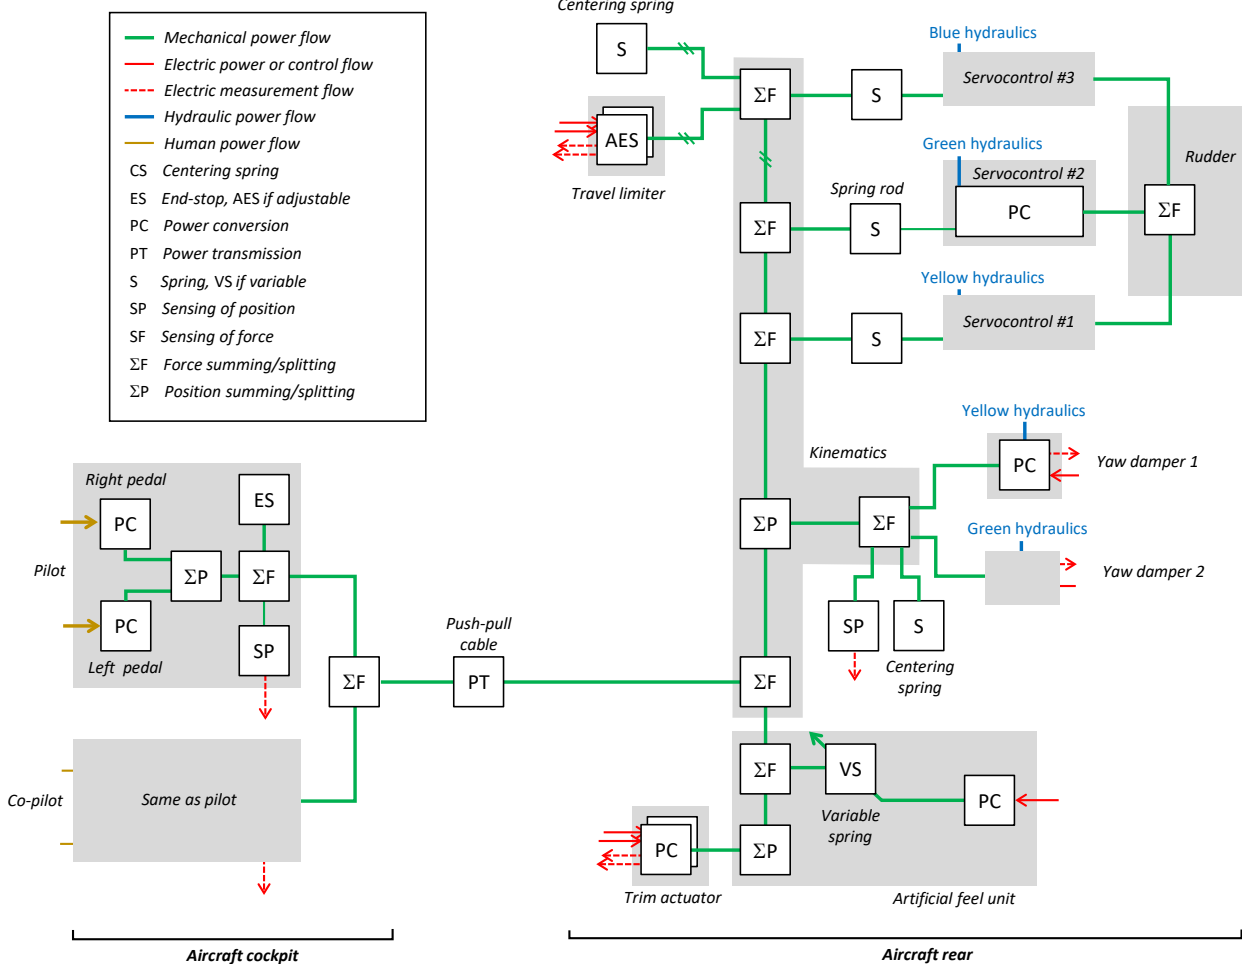 Mechanical power flow
Electric power or control flow
Electric measurement flow
Hydraulic power flow
Human power flow
CS Centering spring
ES End-stop, AES if adjustable
PC Power conversion
PT Power transmission
S Spring, VS if variable
SP Sensing of position
SF Sensing of force
ΣF Force summing/splitting
ΣP Position summing/splitting
Centering spring
S
AES
Travel limiter
ΣF
S
Blue hydraulics
Servocontrol #3
Green hydraulics
Servocontrol #2
Rudder
Spring rod
ΣF
S
PC
ΣF
Yellow hydraulics
ΣF
S
Servocontrol #1
Kinematics
Yellow hydraulics
PC
Yaw damper 1
ΣP
ΣF
Green hydraulics
Yaw damper 2
SP
S
Centering
spring
Right pedal
PC
ES
Pilot
ΣP
ΣF
PC
SP
Left pedal
ΣF
Push-pull
cable
PT
ΣF
Co-pilot
Same as pilot
ΣF
VS
PC
Variable
spring
PC
ΣP
Trim actuator
Artificial feel unit
Aircraft cockpit
Aircraft rear